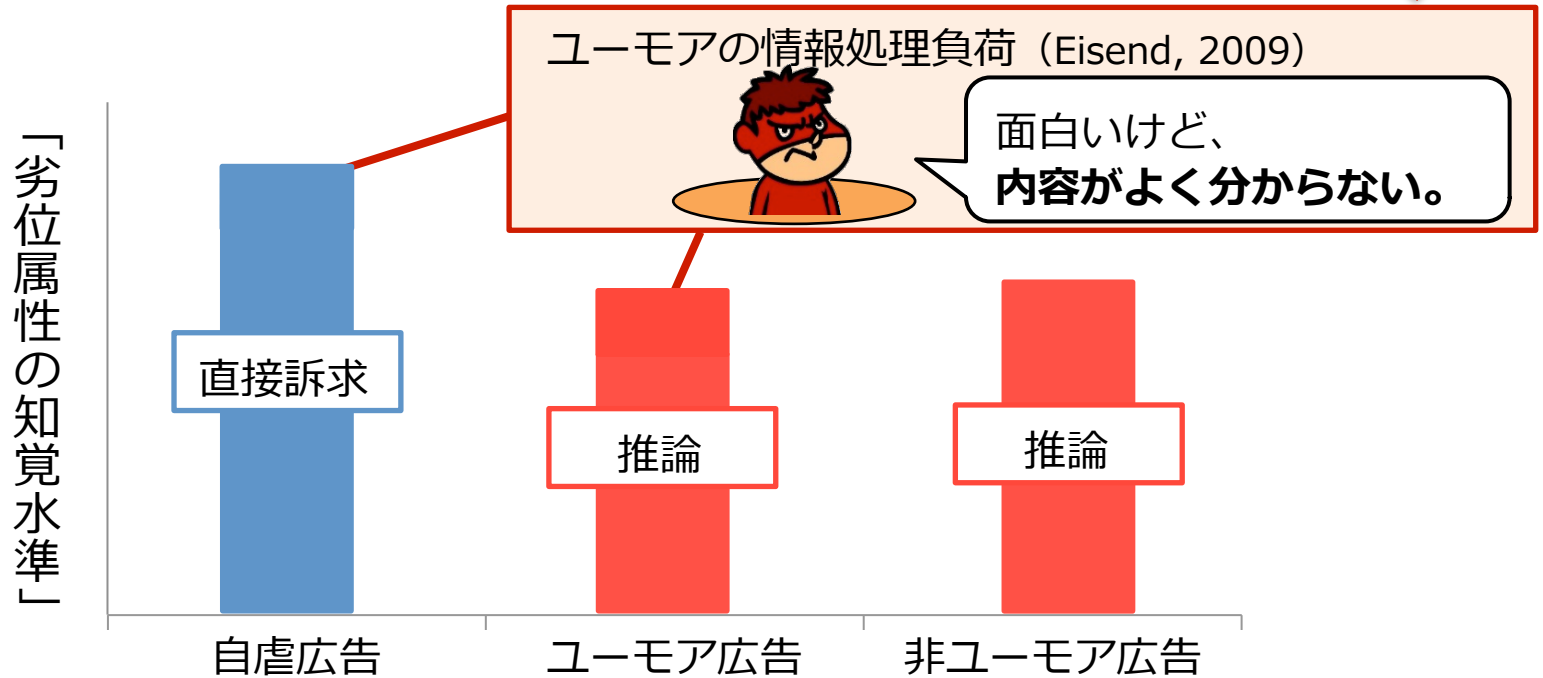 ユーモアの情報処理負荷（Eisend, 2009）
面白いけど、
内容がよく分からない。
「劣位属性の知覚水準」
直接訴求
推論
推論
自虐広告
ユーモア広告
非ユーモア広告